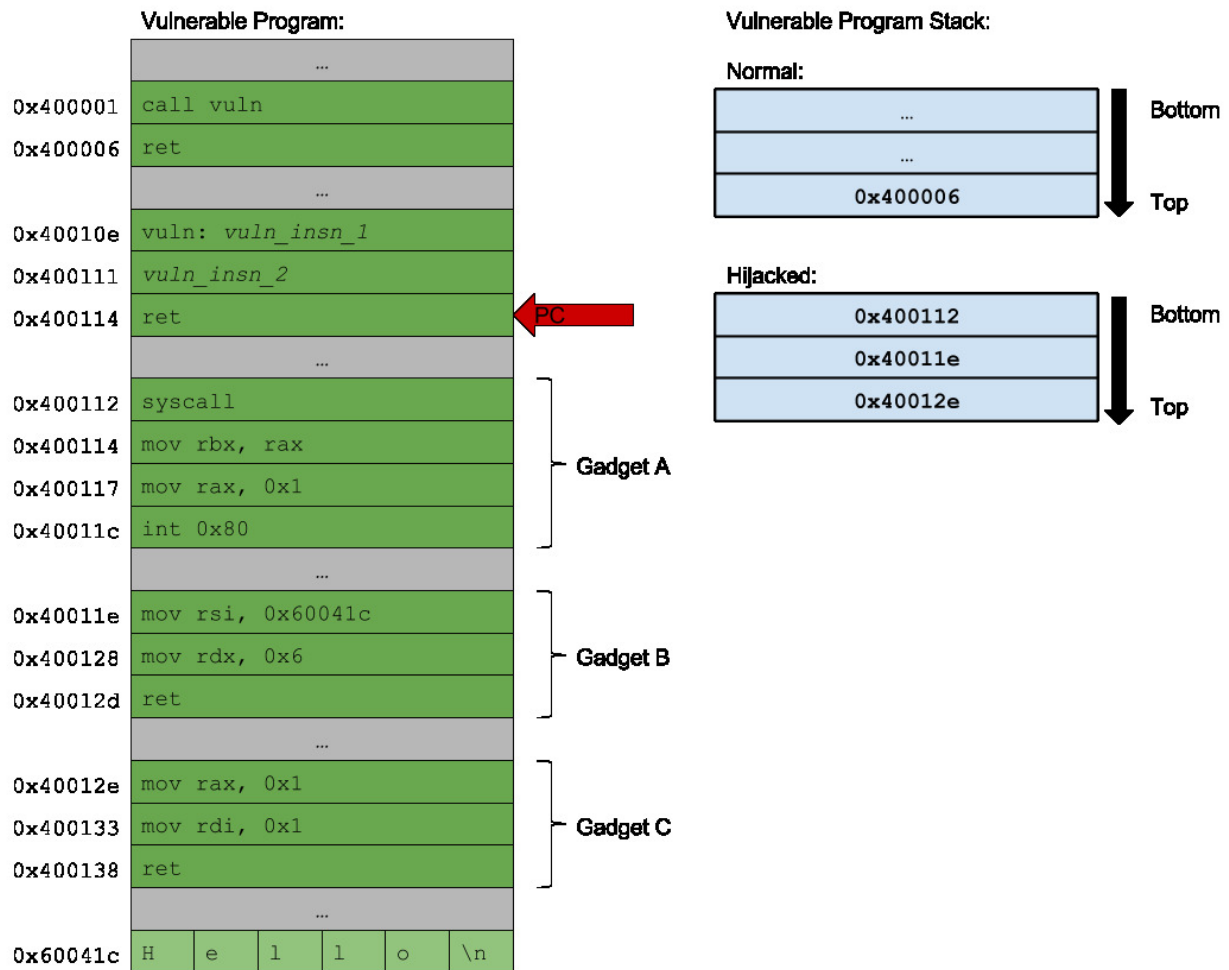 Vulnerable Program:
...
0x400001 call vuln
0x400006 ret
...
0x40010e vuln: vuln_insn_1
0x400111 vuln_insn_2
0x400114 ret
PC
...
0x400112 syscall
0x400114 mov rbx, rax
0x400117 mov rax, 0x1
0x40011c int 0x80
Gadget A
...
0x40011e mov rsi, 0x60041c
0x400128 mov rdx, 0x6
0x40012d ret
Gadget B
...
0x40012e mov rax, 0x1
0x400133 mov rdi, 0x1
0x400138 ret
Gadget C
...
0x60041c H e l l o \n
Vulnerable Program Stack:
Normal:
...
...
0x400006
Bottom
Top
Hijacked:
0x400112
0x40011e
0x40012e
Bottom
Top